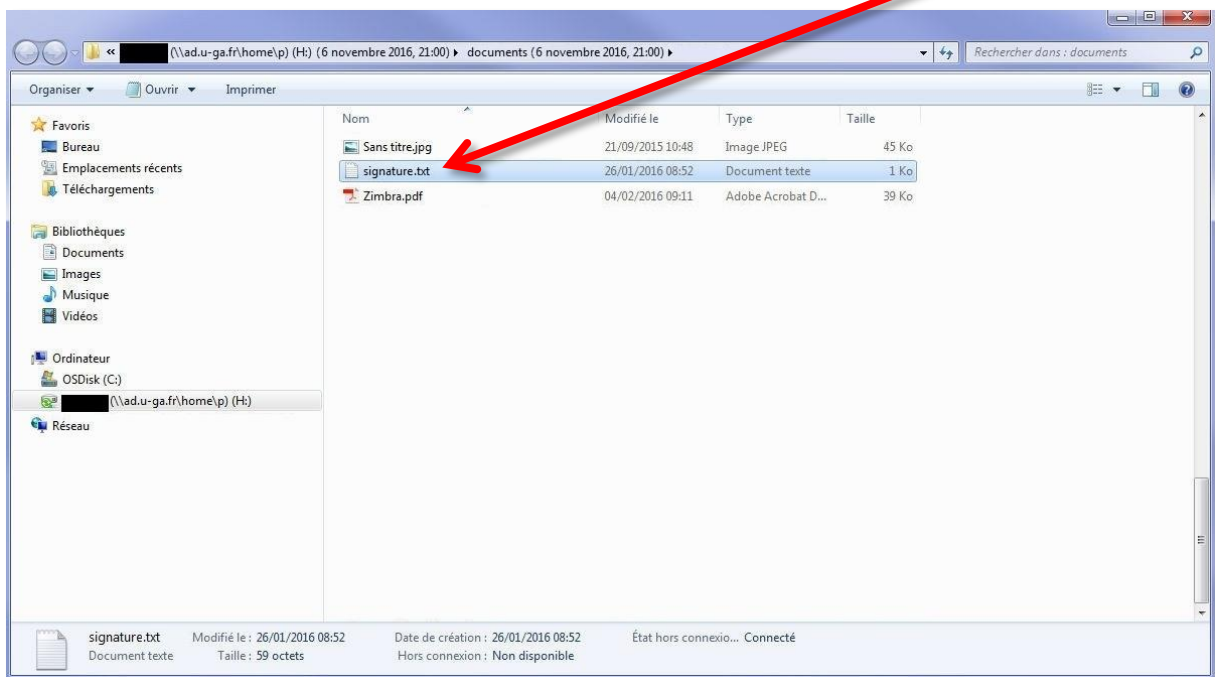 « (\\ad.u-ga.fr\home\p) (H:) (6 novembre 2016, 21:00) ▸ documents (6 novembre 2016, 21:00) ▸
Rechercher dans : documents
Organiser Ouvrir Imprimer
Favoris
Bureau
Emplacements récents
Téléchargements
Bibliothèques
Documents
Images
Musique
Vidéos
Ordinateur
OSDisk (C:)
(\\ad.u-ga.fr\home\p) (H:)
Réseau
Nom Modifié le Type Taille
Sans titre.jpg 21/09/2015 10:48 Image JPEG 45 Ko
signature.txt 26/01/2016 08:52 Document texte 1 Ko
Zimbra.pdf 04/02/2016 09:11 Adobe Acrobat D... 39 Ko
signature.txt Modifié le : 26/01/2016 08:52 Date de création : 26/01/2016 08:52 État hors connexio... Connecté
Document texte Taille : 59 octets Hors connexion : Non disponible